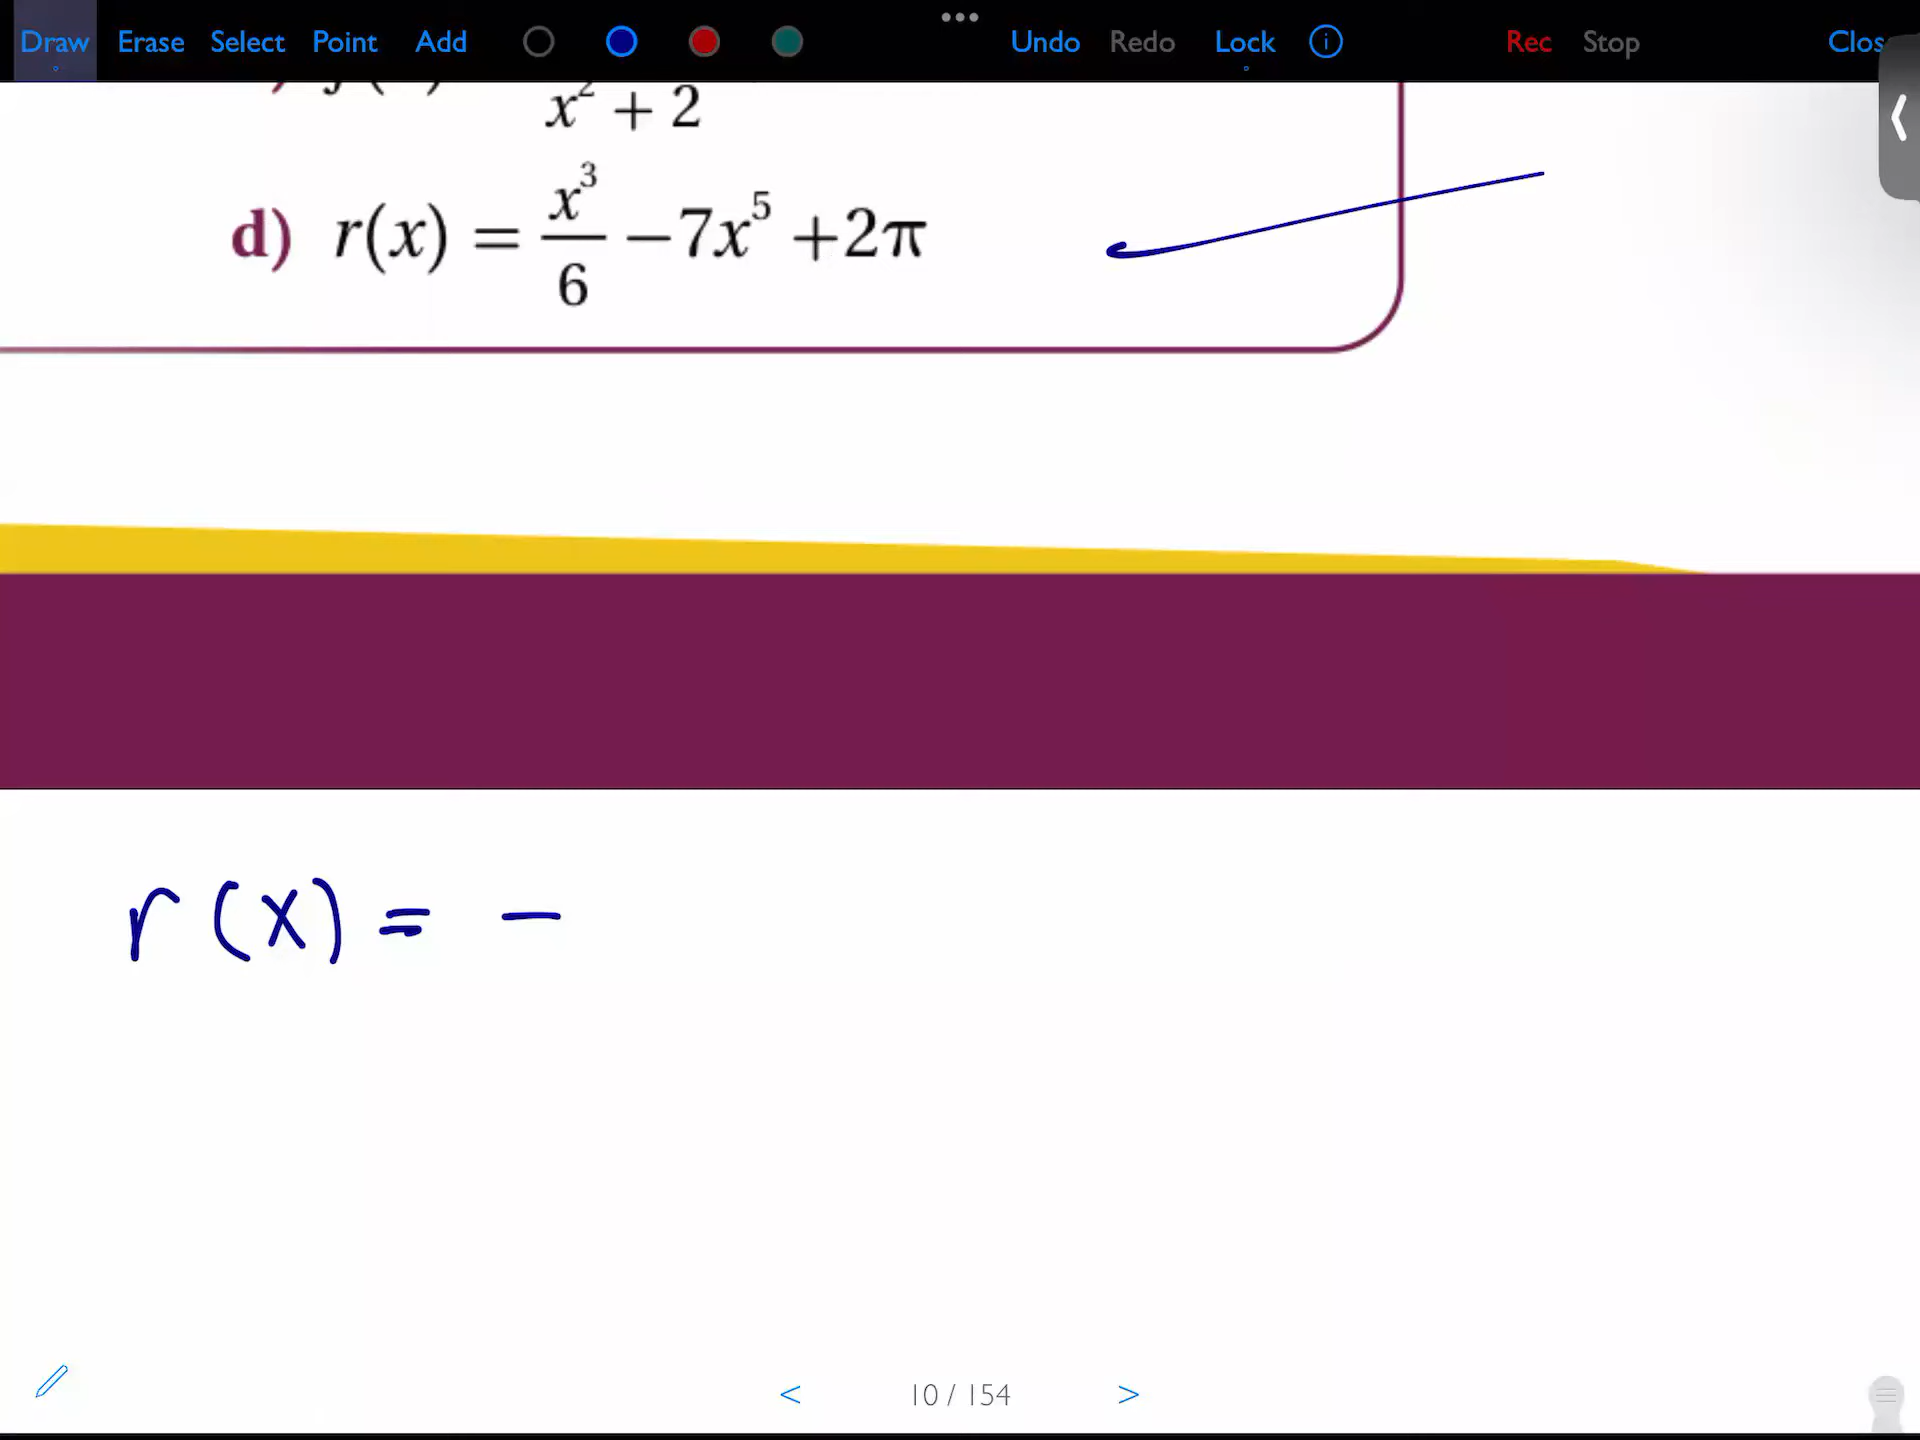 Draw Erase Select Point Add Undo Redo Lock Rec Stop Clos
x² + 2
d) r(x) = x³/6 − 7x⁵ + 2π
r(x) = −
< 10 / 154 >